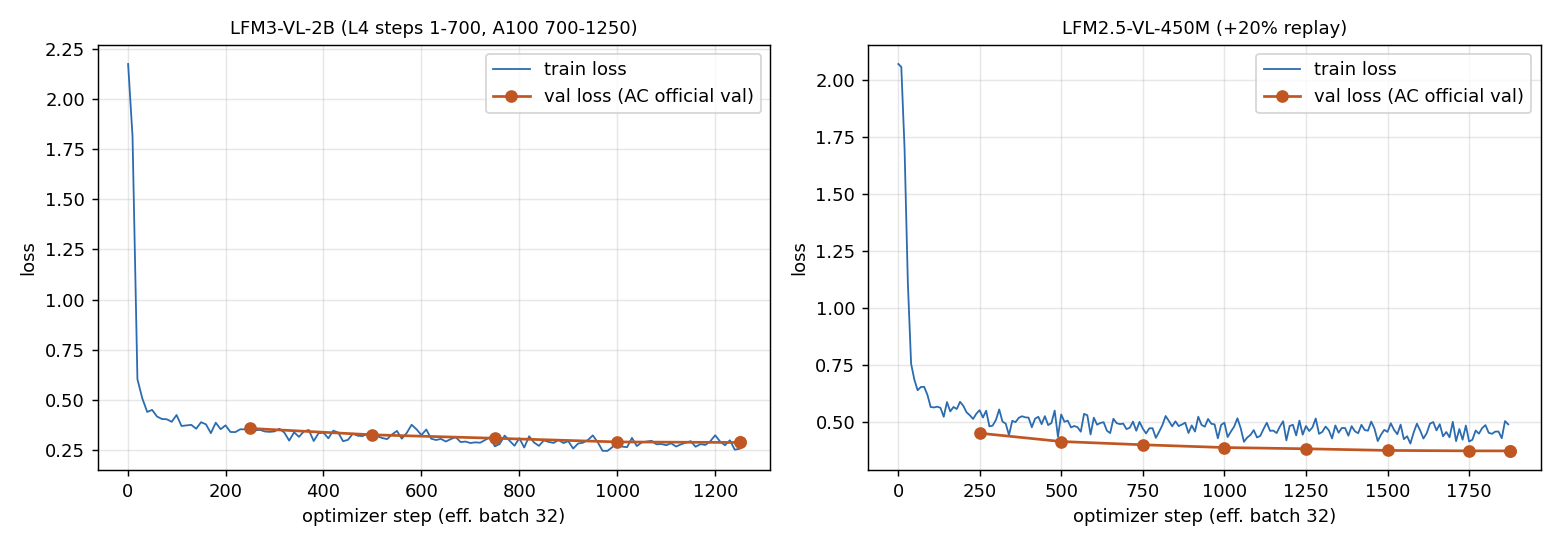 LFM3-VL-2B (L4 steps 1-700, A100 700-1250)
train loss
val loss (AC official val)
loss
2.25
2.00
1.75
1.50
1.25
1.00
0.75
0.50
0.25
0 200 400 600 800 1000 1200
optimizer step (eff. batch 32)
LFM2.5-VL-450M (+20% replay)
train loss
val loss (AC official val)
loss
2.00
1.75
1.50
1.25
1.00
0.75
0.50
0 250 500 750 1000 1250 1500 1750
optimizer step (eff. batch 32)